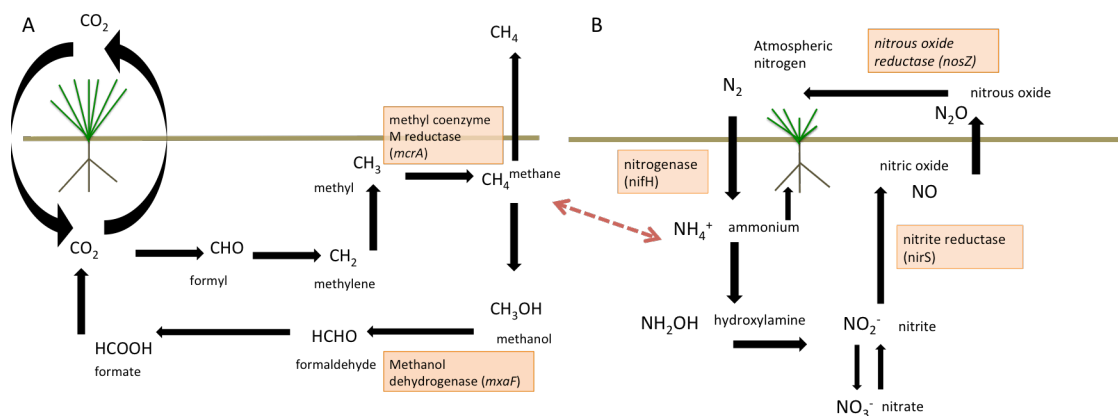 A
CO2
CH4
methyl coenzyme
M reductase
(mcrA)
CH3
methyl
CH4 methane
CO2
CHO
formyl
CH2
methylene
CH3OH
methanol
HCHO
formaldehyde
HCOOH
formate
Methanol
dehydrogenase (mxaF)
B
Atmospheric
nitrogen
N2
nitrous oxide
reductase (nosZ)
nitrous oxide
N2O
nitric oxide
NO
nitrogenase
(nifH)
NH4+ ammonium
nitrite reductase
(nirS)
NH2OH hydroxylamine
NO2- nitrite
NO3- nitrate